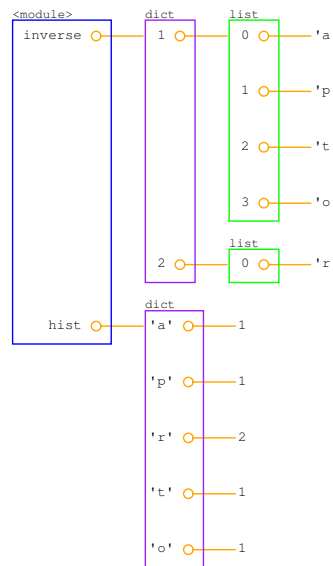 <module> dict list
inverse 1 0 'a
1 'p
2 't
3 'o
list
2 0 'r
dict
hist 'a' 1
'p' 1
'r' 2
't' 1
'o' 1